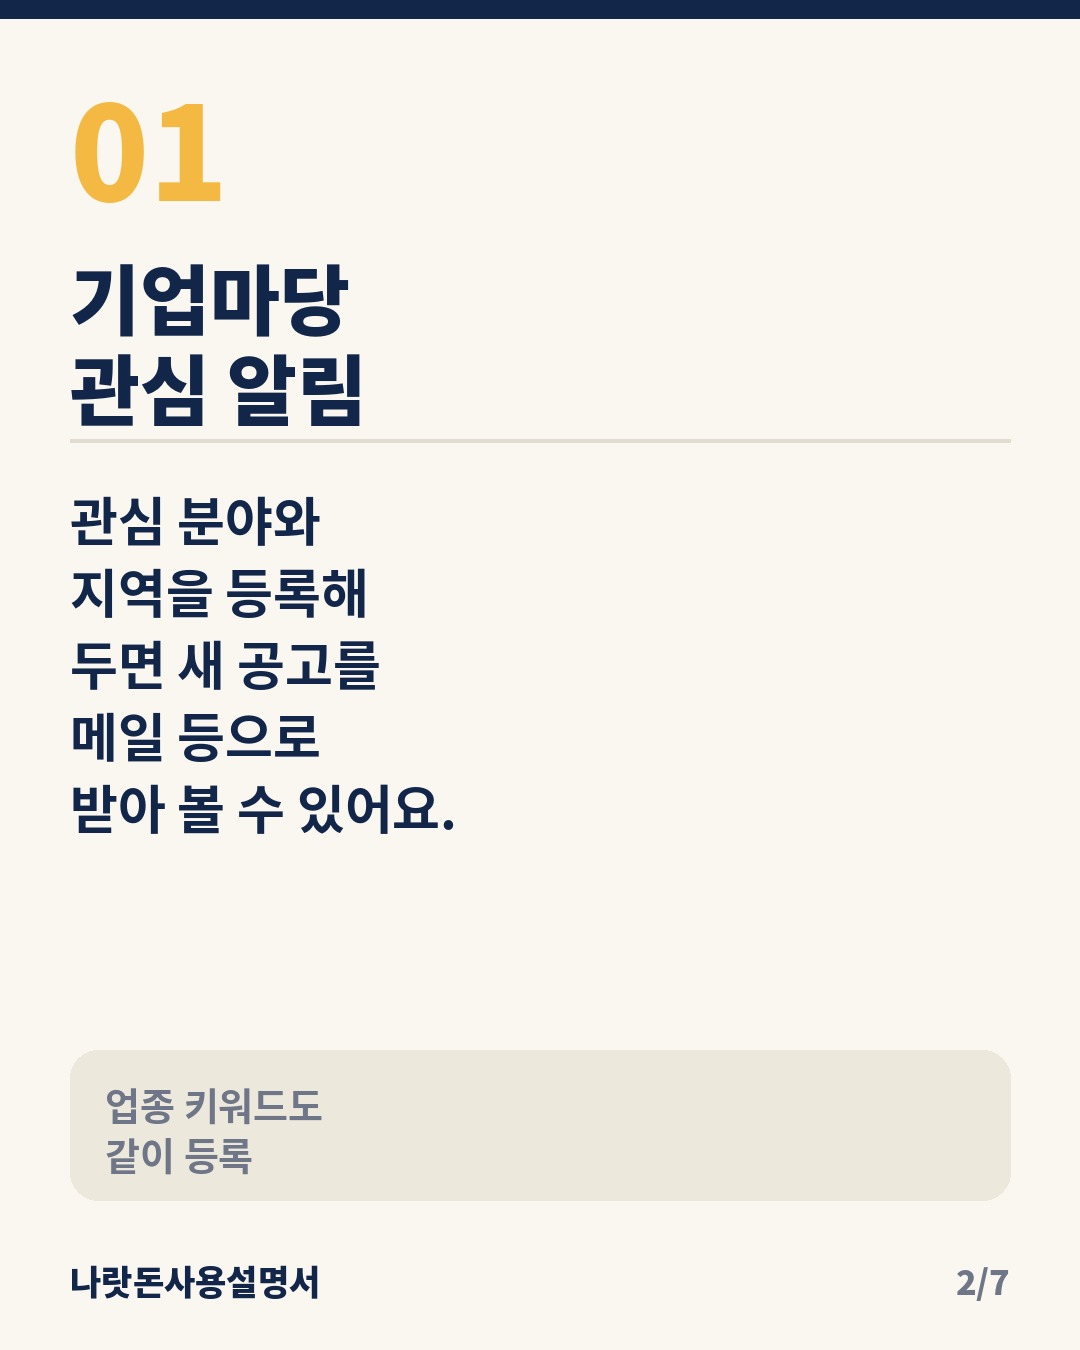 01
기업마당
관심 알림
관심 분야와
지역을 등록해
두면 새 공고를
메일 등으로
받아 볼 수 있어요.
업종 키워드도
같이 등록
나랏돈사용설명서
2/7